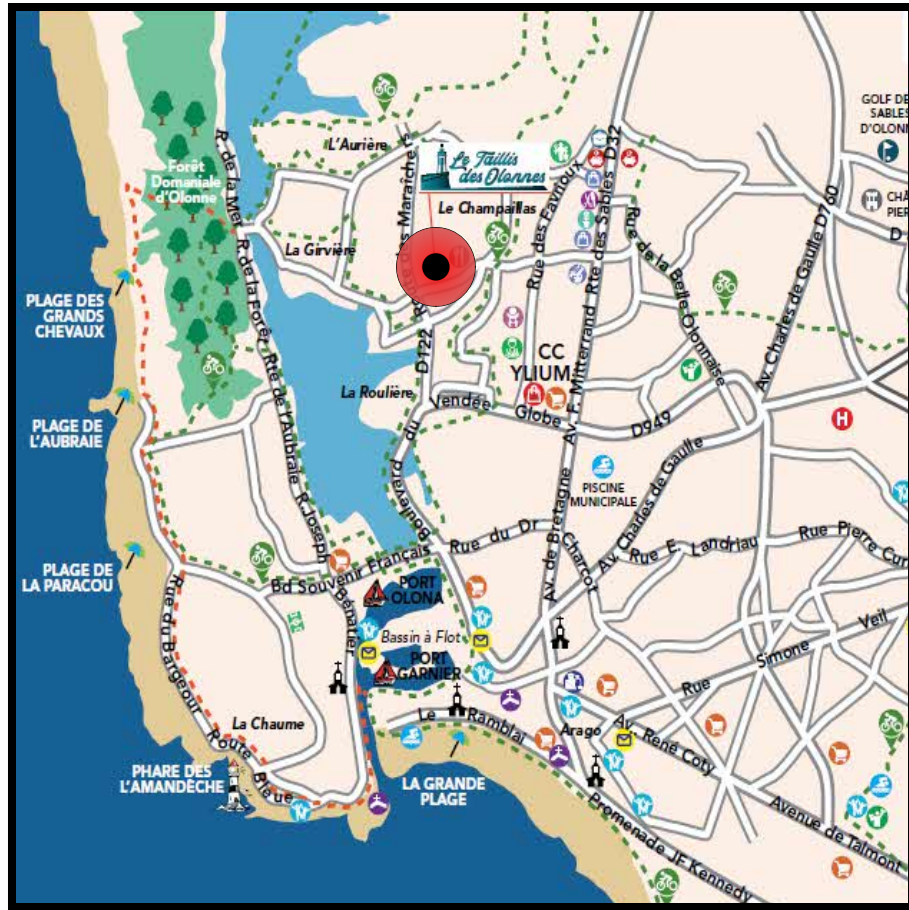 GOLF DE
SABLES
D'OLONN
L'Aurière
Le Taillis
des Olonnes
Forêt
Domaniale
d'Olonne
Le Champaillas
CHÂ
PIER
D
La Girvière
R. de la Mer
R. de la Forêt
Rte de l'Aubraie
R. Joseph
Bénatier
Rue des Favnoux
Av. F. Mitterrand
Rte des Sables
D32
Rue de la Belle Olonnaise
Av. Charles de Gaulle
D760
PLAGE DES
GRANDS
CHEVAUX
D122
CC
YLIUM
La Roulière
Boulevard du Vendée Globe
D949
PLAGE DE
L'AUBRAIE
H
PISCINE
MUNICIPALE
Av. de Bretagne
Av. Charles de Gaulle
PLAGE DE
LA PARACOU
Bd Souvenir Français
Rue du Dr
Charcot
Rue E. Landriau
Rue Pierre Cur
PORT
OLONA
Bassin à Flot
PORT
GARNIER
Rue Simone Veil
Rue du Bargeour
La Chaume
Route Bleue
Le Ramblai
Arago
Av. René Coty
PHARE DES
L'AMANDÈCHE
LA GRANDE
PLAGE
Promenade JF Kennedy
Avenue de Talmont